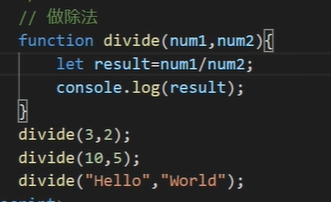 // 做除法
function divide(num1,num2){
let result=num1/num2;
console.log(result);
}
divide(3,2);
divide(10,5);
divide("Hello","World");